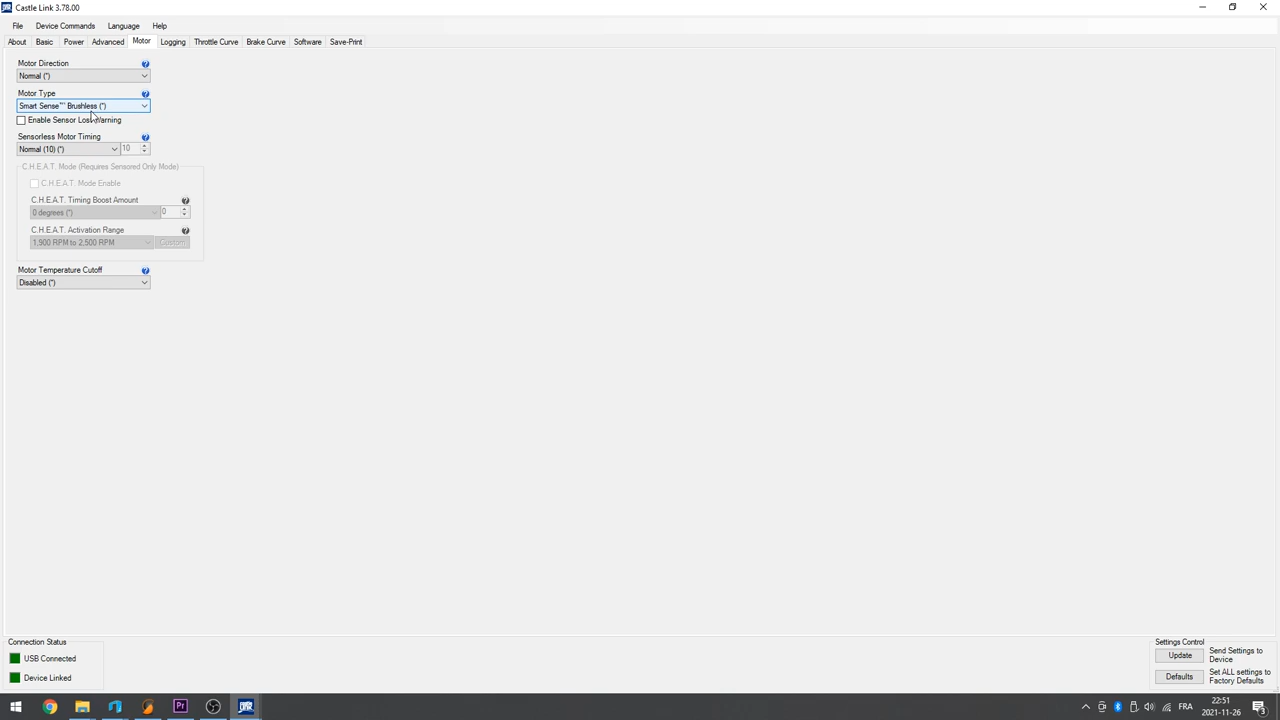 Castle Link 3.78.00
File Device Commands Language Help
About Basic Power Advanced Motor Logging Throttle Curve Brake Curve Software Save-Print
Motor Direction
Normal (*)
Motor Type
Smart Sense™ Brushless (*)
Enable Sensor Loss Warning
Sensorless Motor Timing
Normal (10) (*) 10
C.H.E.A.T. Mode (Requires Sensored Only Mode)
C.H.E.A.T. Mode Enable
C.H.E.A.T. Timing Boost Amount
0 degrees (*) 0
C.H.E.A.T. Activation Range
1,900 RPM to 2,500 RPM Custom
Motor Temperature Cutoff
Disabled (*)
Connection Status
USB Connected
Device Linked
Settings Control
Update Send Settings to
Device
Defaults Set ALL settings to
Factory Defaults
Pr
FRA
22:51
2021-11-26
3